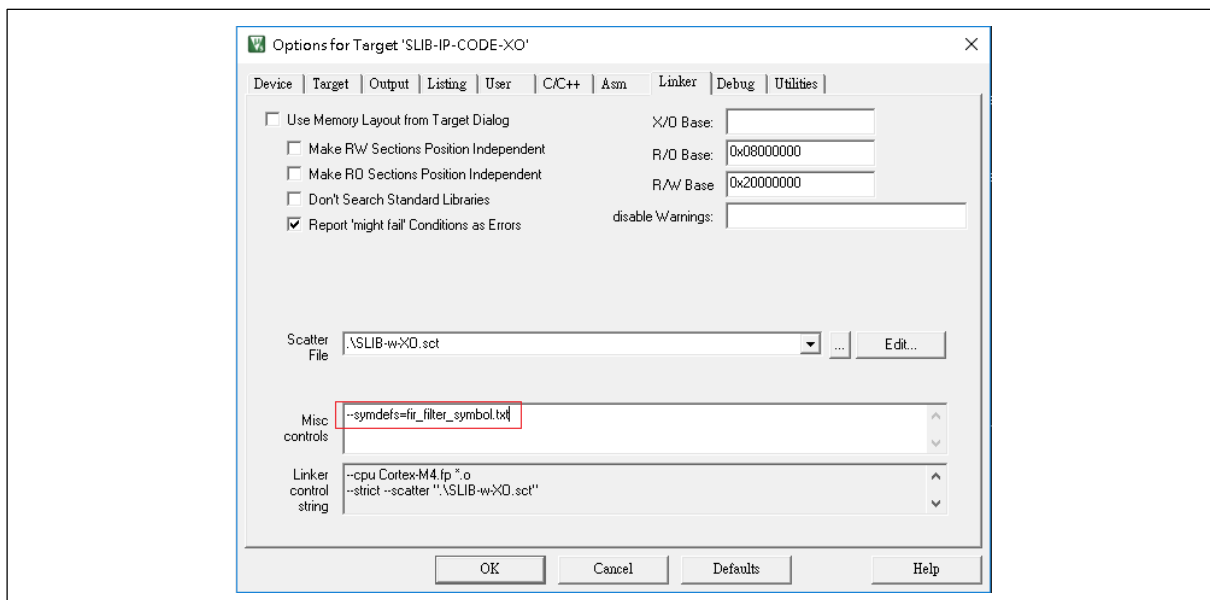 Options for Target 'SLIB-IP-CODE-XO'
Device Target Output Listing User C/C++ Asm Linker Debug Utilities
Use Memory Layout from Target Dialog
Make RW Sections Position Independent
Make RO Sections Position Independent
Don't Search Standard Libraries
Report 'might fail' Conditions as Errors
X/O Base:
R/O Base: 0x08000000
R/W Base 0x20000000
disable Warnings:
Scatter File .\SLIB-w-XO.sct ... Edit...
Misc controls --symdefs=fir_filter_symbol.txt
Linker control string --cpu Cortex-M4.fp *.o
--strict --scatter ".\SLIB-w-XO.sct"
OK Cancel Defaults Help